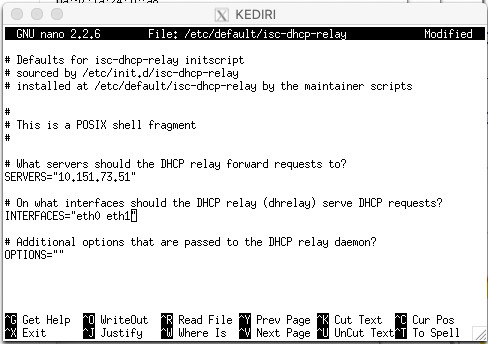 KEDIRI
GNU nano 2.2.6 File: /etc/default/isc-dhcp-relay Modified
# Defaults for isc-dhcp-relay initscript
# sourced by /etc/init.d/isc-dhcp-relay
# installed at /etc/default/isc-dhcp-relay by the maintainer scripts
#
# This is a POSIX shell fragment
#
# What servers should the DHCP relay forward requests to?
SERVERS="10.151.73.51"
# On what interfaces should the DHCP relay (dhrelay) serve DHCP requests?
INTERFACES="eth0 eth1"
# Additional options that are passed to the DHCP relay daemon?
OPTIONS=""
^G Get Help ^O WriteOut ^R Read File ^Y Prev Page ^K Cut Text ^C Cur Pos
^X Exit ^J Justify ^W Where Is ^V Next Page ^U UnCut Text ^T To Spell